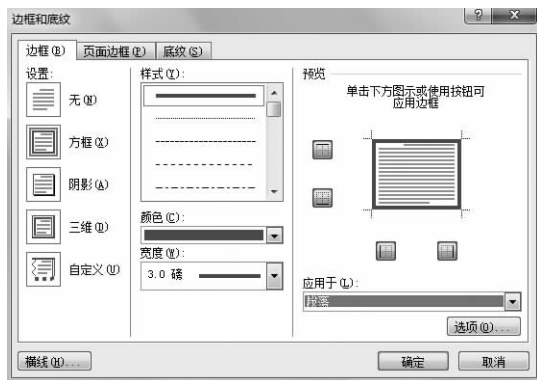 边框和底纹
边框(B) 页面边框(P) 底纹(S)
设置:
无(N)
方框(X)
阴影(A)
三维(D)
自定义(U)
样式(Y):
颜色(C):
宽度(W):
3.0 磅
预览
单击下方图示或使用按钮可
应用边框
应用于(L):
段落
选项(O)...
横线(H)...
确定
取消